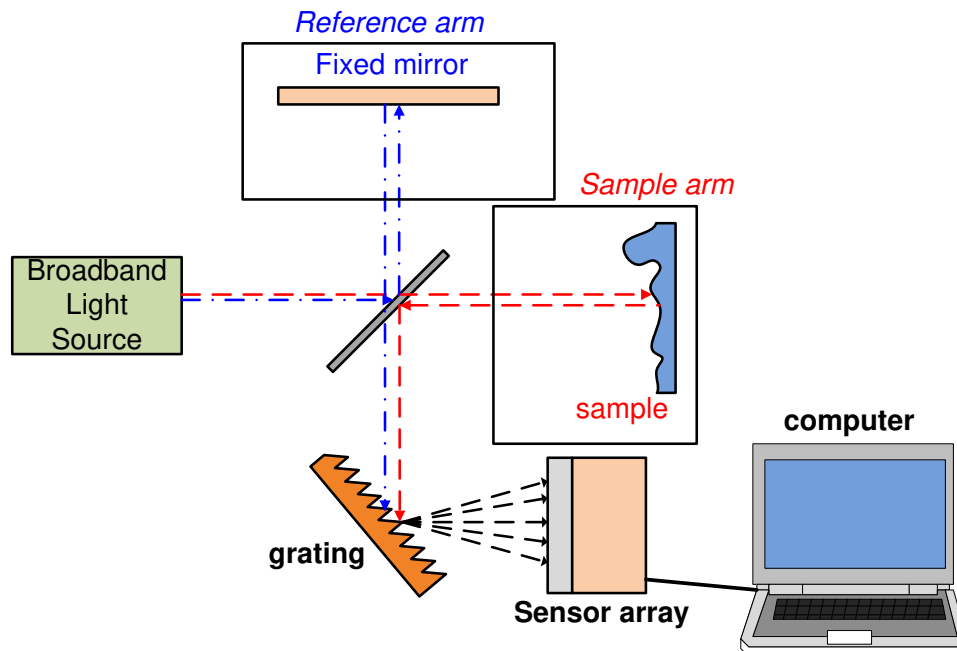 Reference arm
Fixed mirror
Sample arm
Broadband
Light
Source
sample
computer
grating
Sensor array